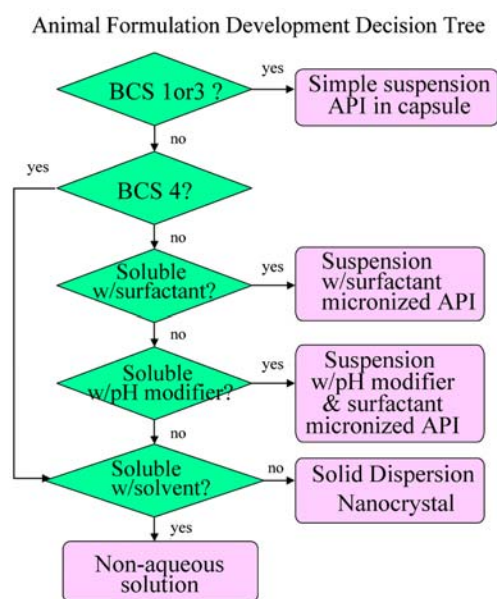 Animal Formulation Development Decision Tree
BCS 1or3 ?
yes
Simple suspension
API in capsule
no
yes
BCS 4?
no
Soluble
w/surfactant?
yes
Suspension
w/surfactant
micronized API
no
Soluble
w/pH modifier?
yes
Suspension
w/pH modifier
& surfactant
micronized API
no
Soluble
w/solvent?
no
Solid Dispersion
Nanocrystal
yes
Non-aqueous
solution